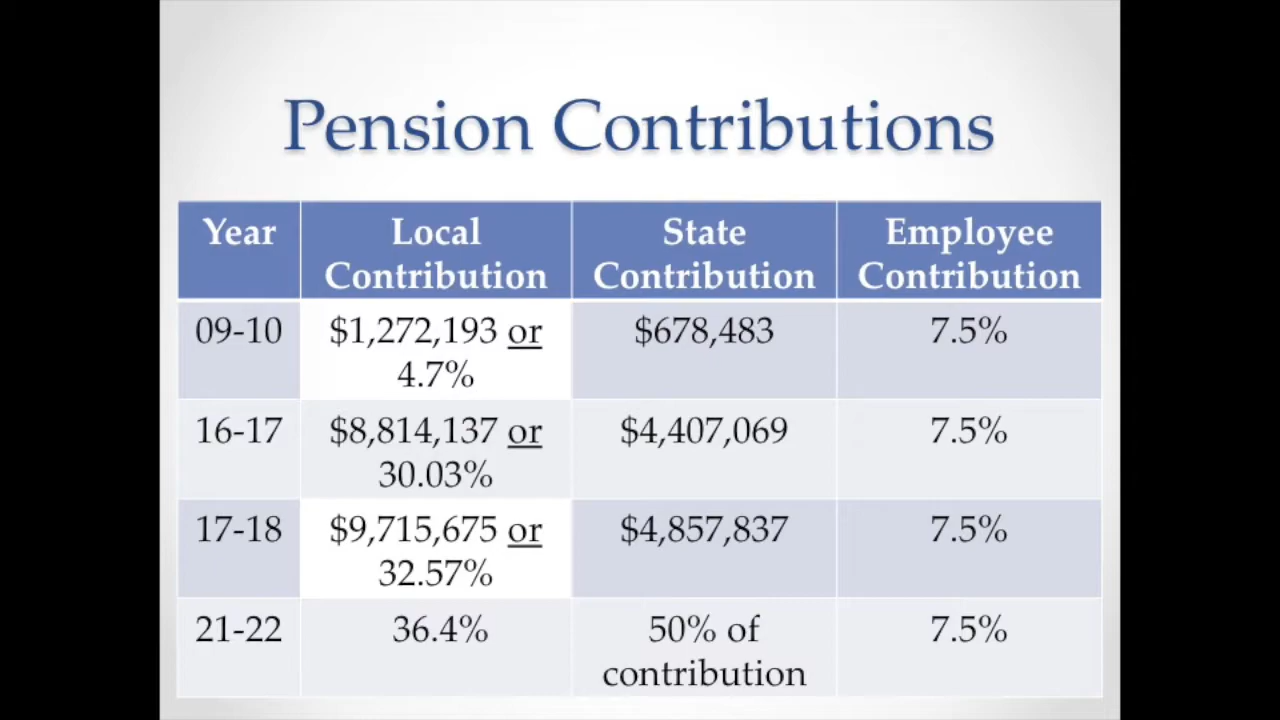 Pension Contributions
Year
Local
Contribution
State
Contribution
Employee
Contribution
09-10
$1,272,193 or
4.7%
$678,483
7.5%
16-17
$8,814,137 or
30.03%
$4,407,069
7.5%
17-18
$9,715,675 or
32.57%
$4,857,837
7.5%
21-22
36.4%
50% of
contribution
7.5%